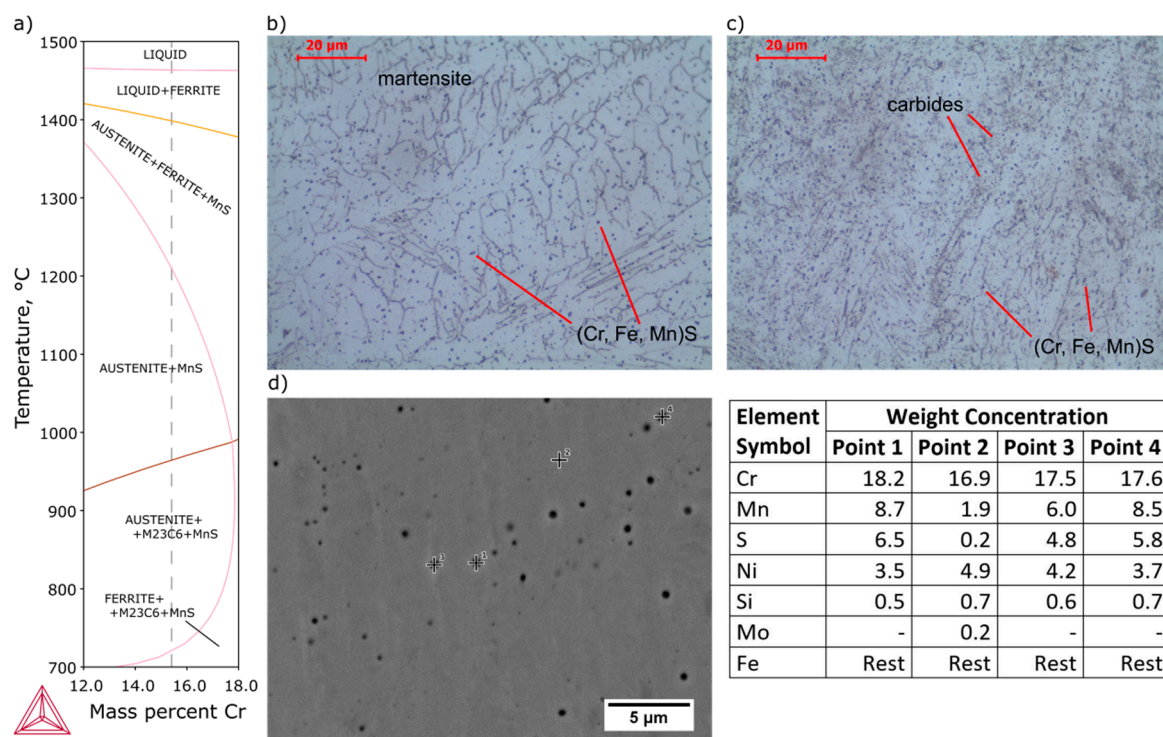 a)
1500
1400
1300
1200
1100
1000
900
800
700
Temperature, °C
LIQUID
LIQUID+FERRITE
AUSTENITE+FERRITE+MnS
AUSTENITE+MnS
AUSTENITE+
+M23C6+MnS
FERRITE+
+M23C6+MnS
12.0 14.0 16.0 18.0
Mass percent Cr
b)
20 µm
martensite
(Cr, Fe, Mn)S
c)
20 µm
carbides
(Cr, Fe, Mn)S
d)
4
2
3
1
5 µm
Element Symbol Weight Concentration
Point 1 Point 2 Point 3 Point 4
Cr 18.2 16.9 17.5 17.6
Mn 8.7 1.9 6.0 8.5
S 6.5 0.2 4.8 5.8
Ni 3.5 4.9 4.2 3.7
Si 0.5 0.7 0.6 0.7
Mo - 0.2 - -
Fe Rest Rest Rest Rest